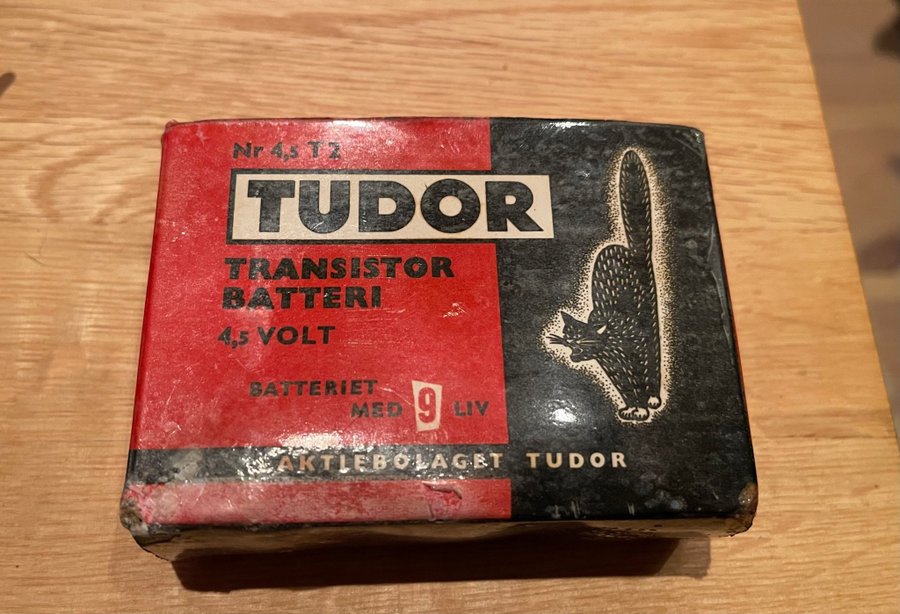 Nr 4,5 T 2
TUDOR
TRANSISTOR
BATTERI
4,5 VOLT
BATTERIET
MED 9 LIV
AKTIEBOLAGET TUDOR